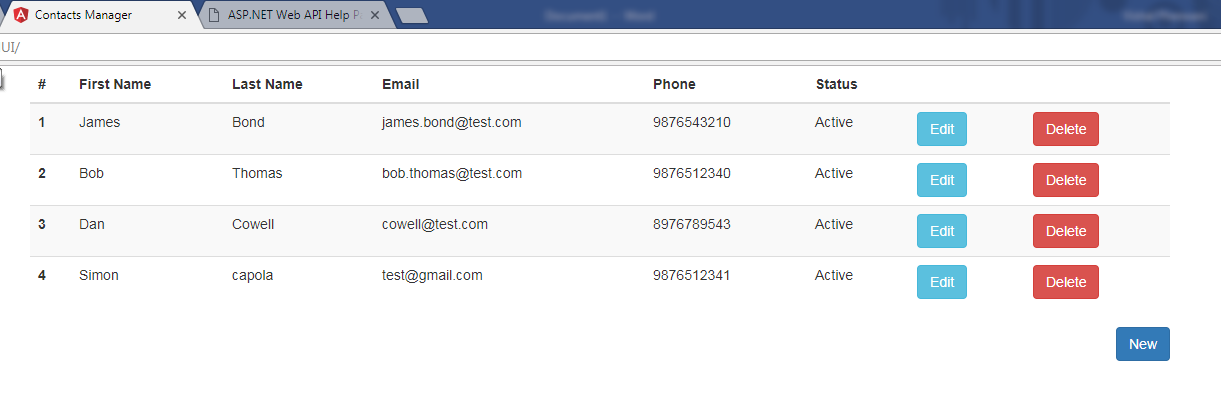 Contacts Manager ASP.NET Web API Help P
UI/
# First Name Last Name Email Phone Status
1 James Bond james.bond@test.com 9876543210 Active Edit Delete
2 Bob Thomas bob.thomas@test.com 9876512340 Active Edit Delete
3 Dan Cowell cowell@test.com 8976789543 Active Edit Delete
4 Simon capola test@gmail.com 9876512341 Active Edit Delete
New